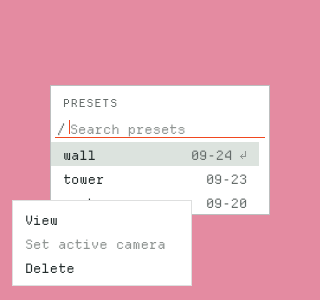 PRESETS
/Search presets
wall 09-24 ↵
tower 09-23
09-20
View
Set active camera
Delete